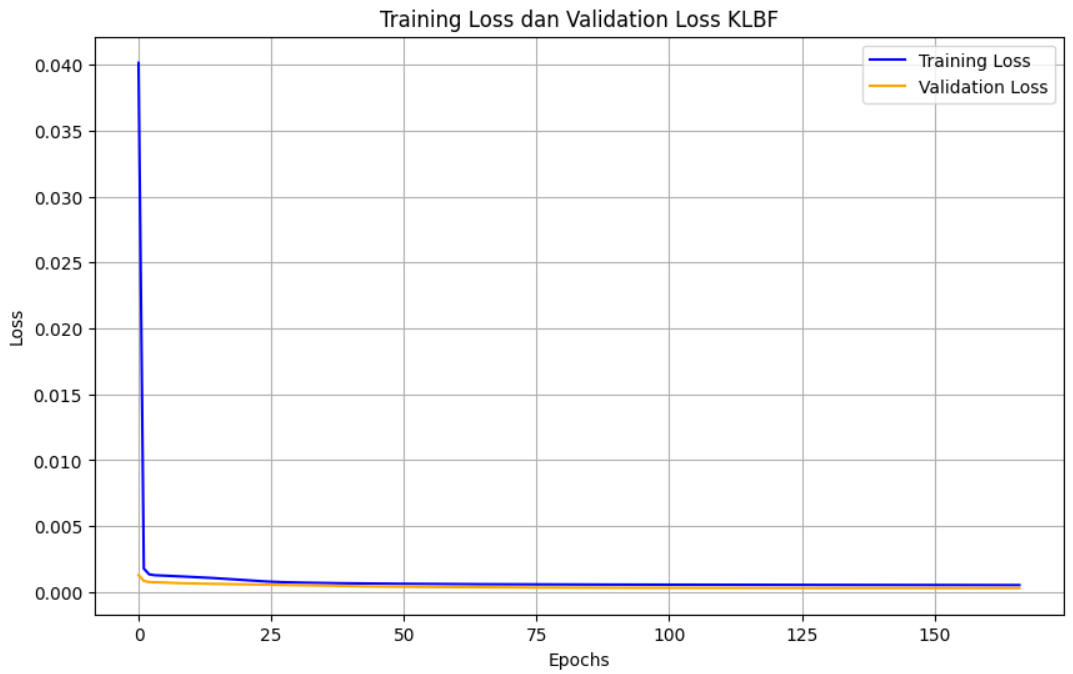 Training Loss dan Validation Loss KLBF
Training Loss
Validation Loss
0.040
0.035
0.030
0.025
0.020
0.015
0.010
0.005
0.000
Loss
0 25 50 75 100 125 150
Epochs